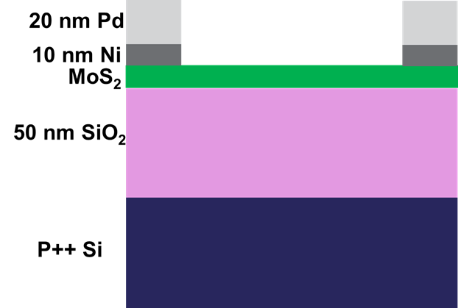 20 nm Pd
10 nm Ni
MoS₂
50 nm SiO₂
P++ Si